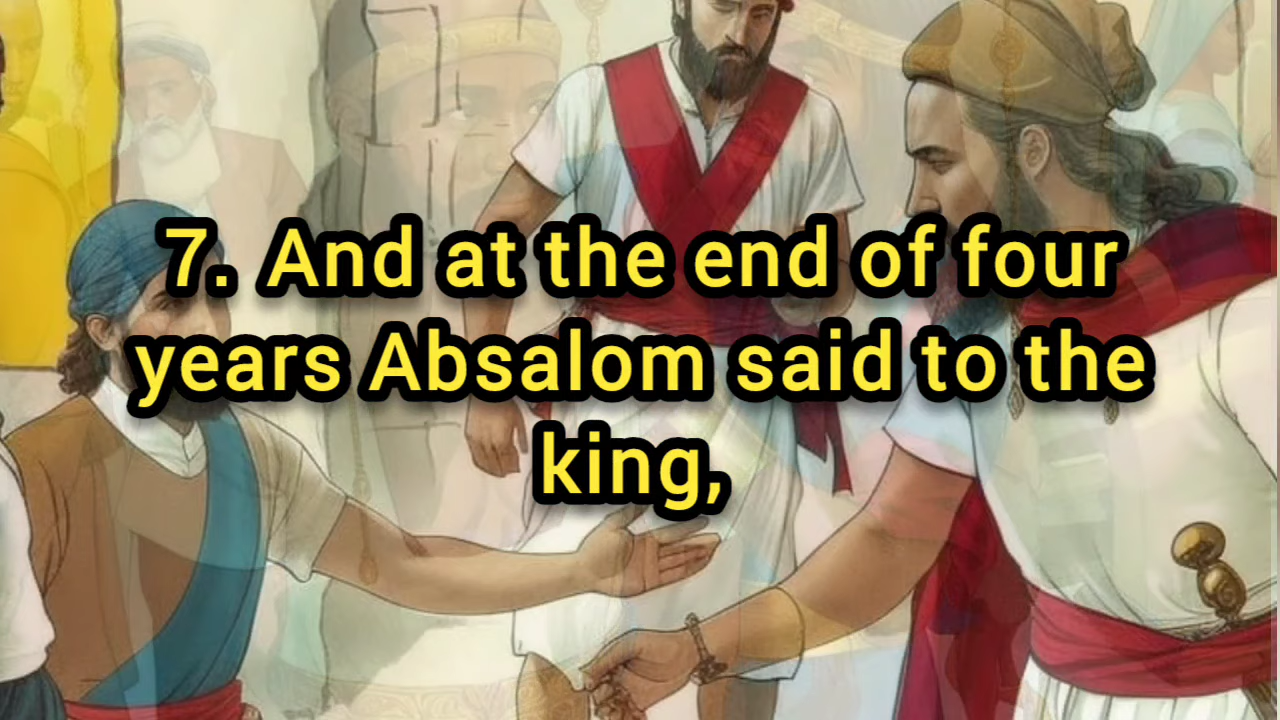 7. And at the end of four
years Absalom said to the
king,